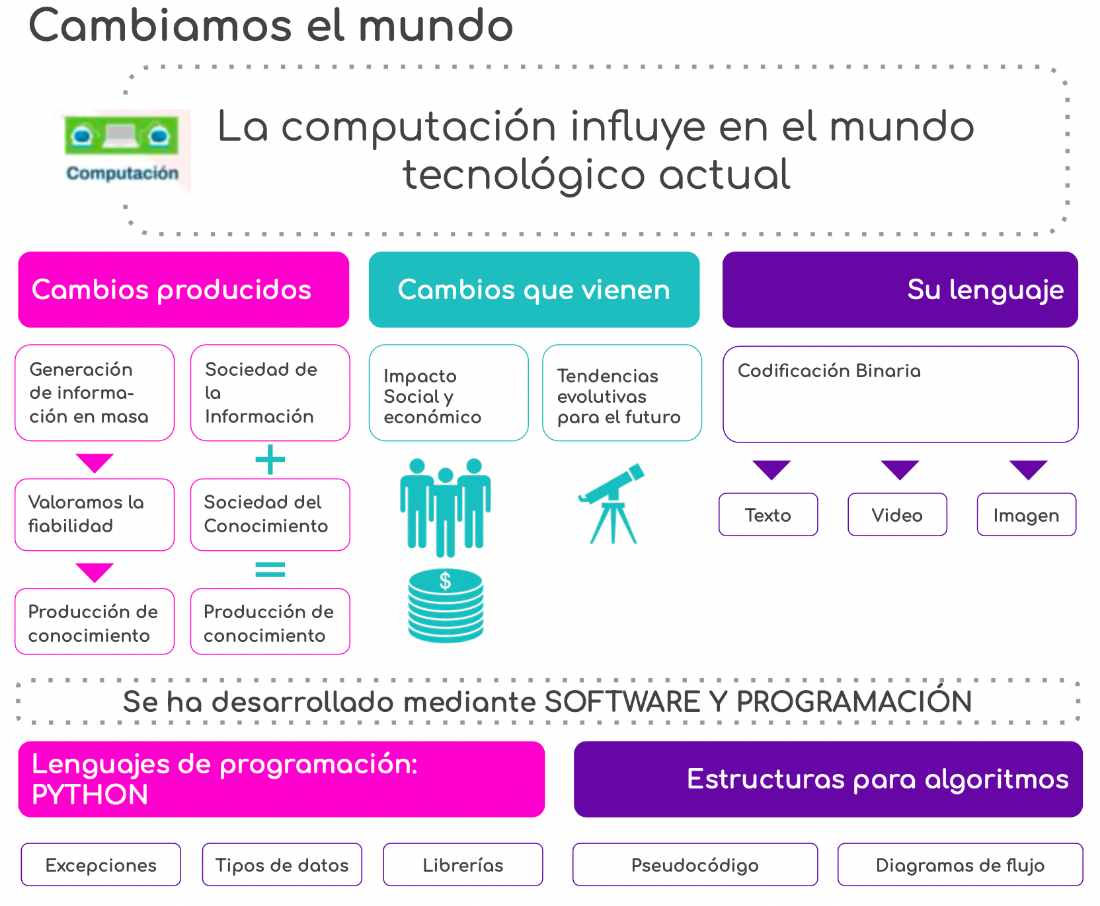 Cambiamos el mundo
La computación influye en el mundo
tecnológico actual
Computación
Cambios producidos
Generación
de informa-
ción en masa
Valoramos la
fiabilidad
Producción de
conocimiento
Sociedad de
la
Información
+
Sociedad del
Conocimiento
=
Producción de
conocimiento
Cambios que vienen
Impacto
Social y
económico
$
Tendencias
evolutivas
para el futuro
Su lenguaje
Codificación Binaria
Texto
Video
Imagen
Se ha desarrollado mediante SOFTWARE Y PROGRAMACIÓN
Lenguajes de programación:
PYTHON
Excepciones
Tipos de datos
Librerías
Estructuras para algoritmos
Pseudocódigo
Diagramas de flujo